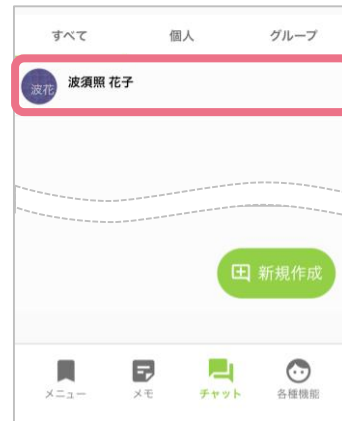 すべて 個人 グループ
波花 波須照 花子
新規作成
メニュー メモ チャット 各種機能